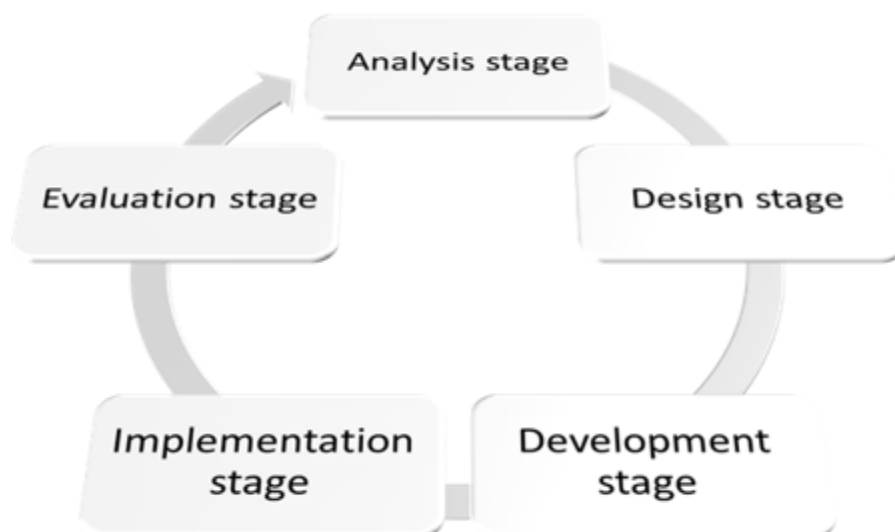 Analysis stage
Design stage
Development
stage
Implementation
stage
Evaluation stage